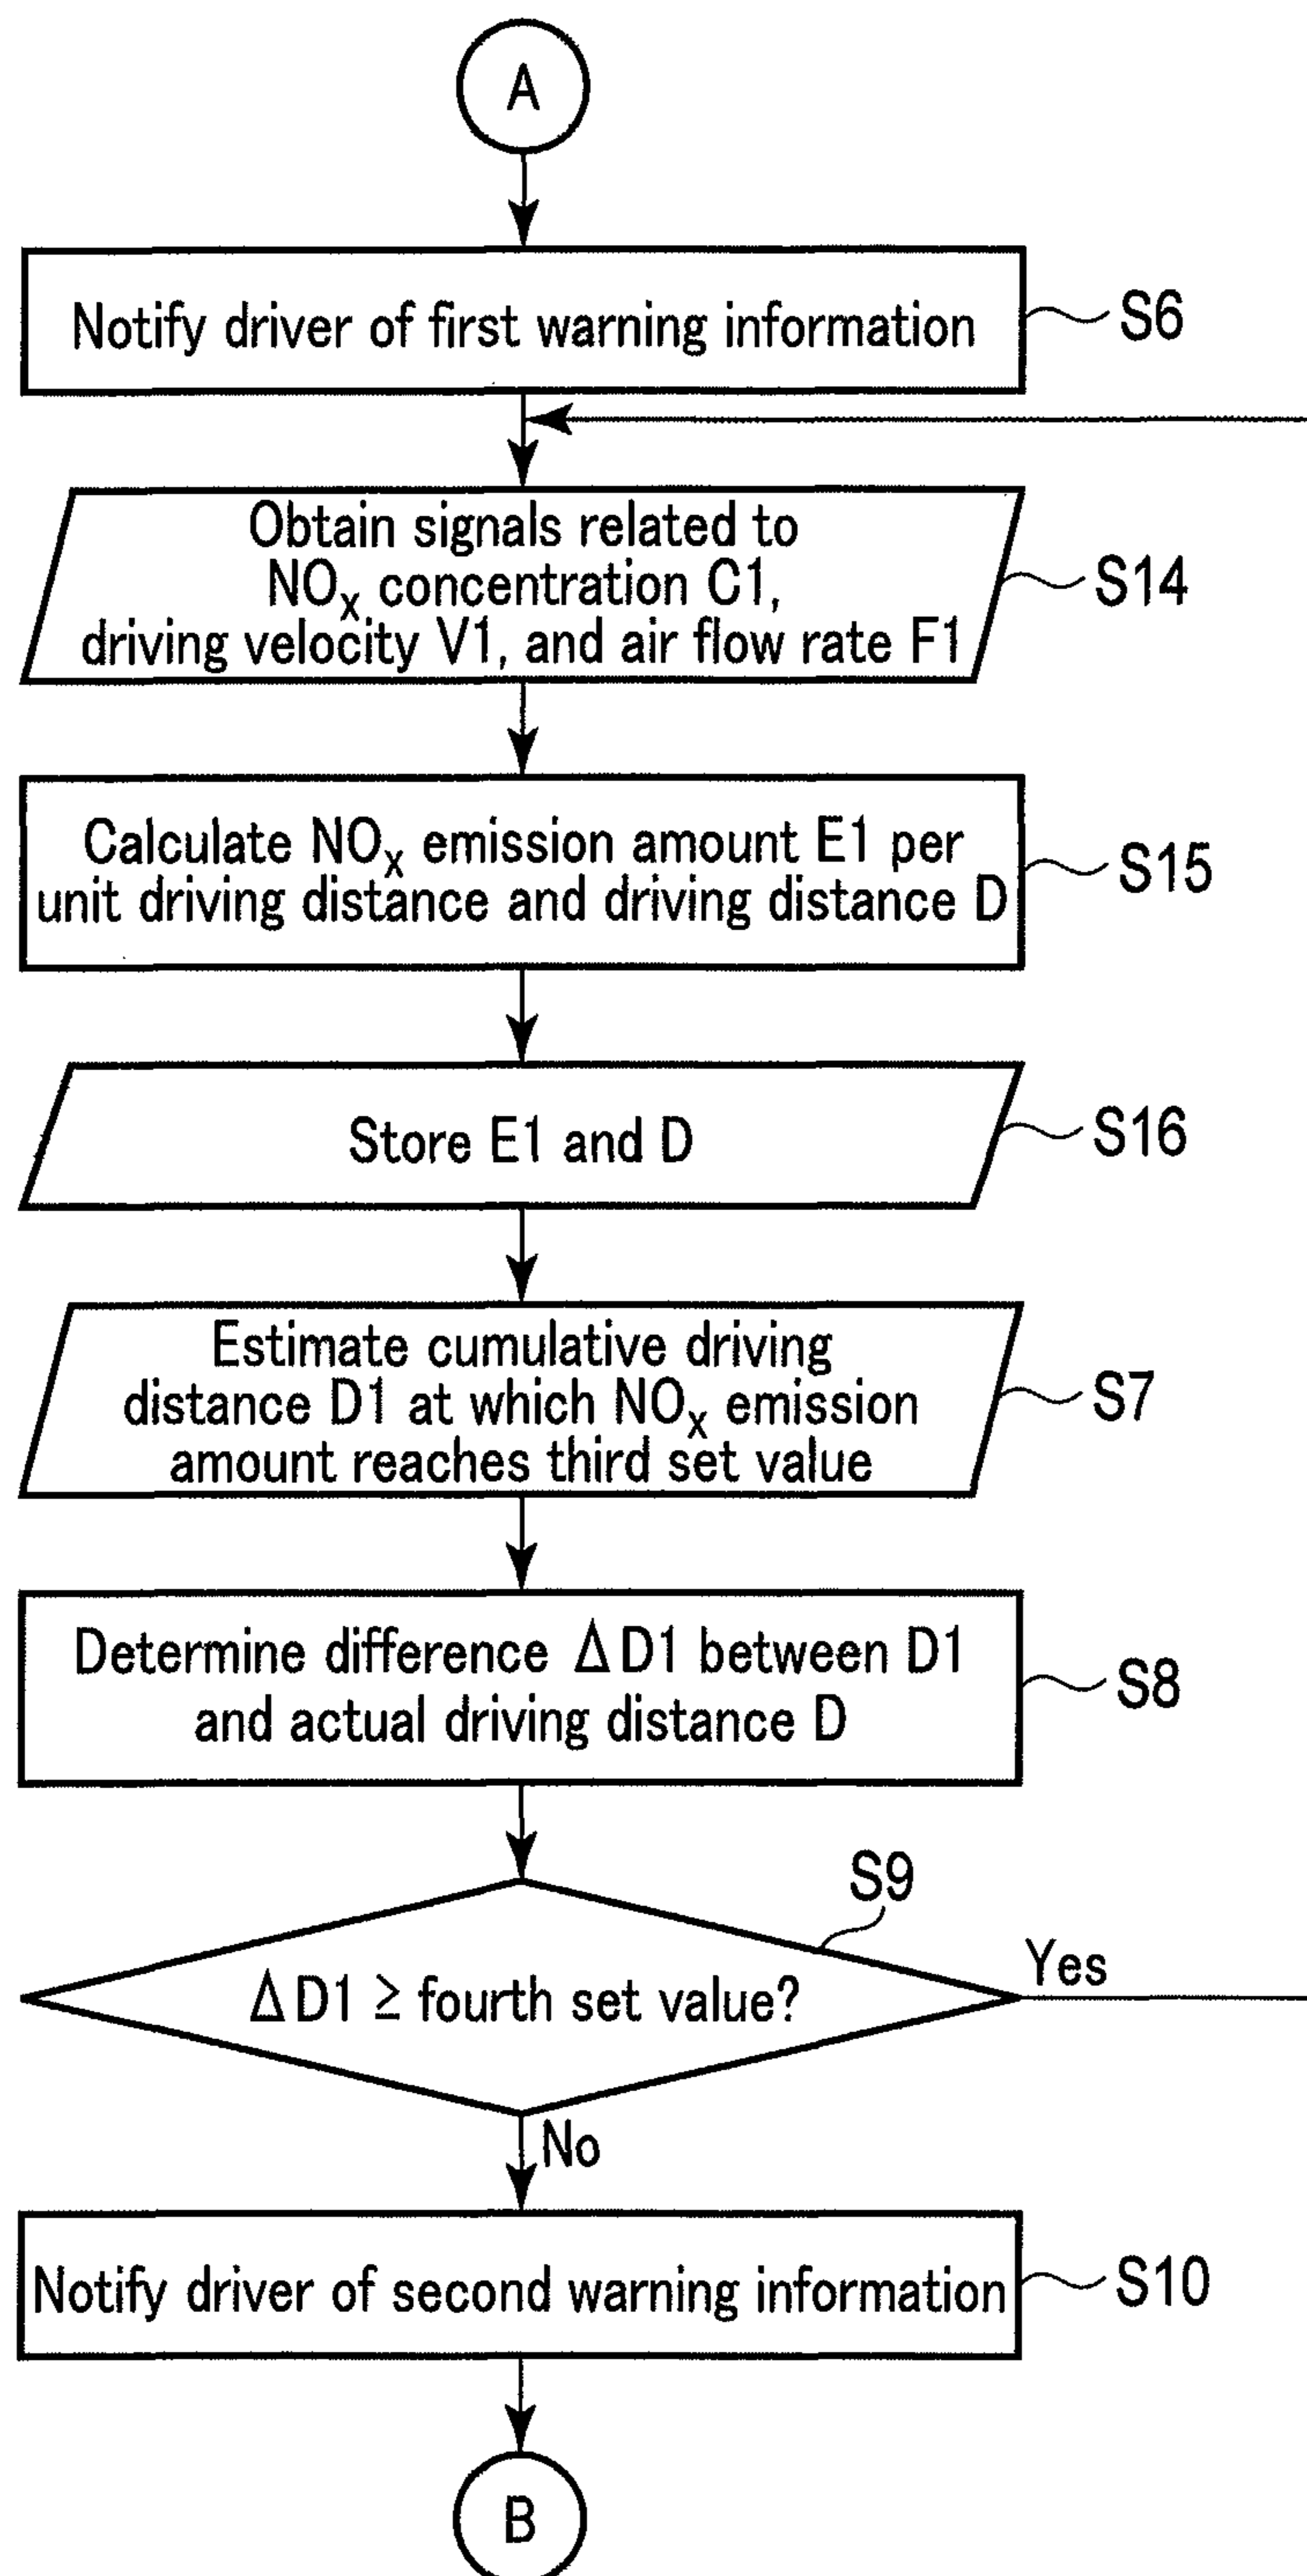 A
Notify driver of first warning information
S6
Obtain signals related to
NOx concentration C1,
driving velocity V1, and air flow rate F1
S14
Calculate NOx emission amount E1 per
unit driving distance and driving distance D
S15
Store E1 and D
S16
Estimate cumulative driving
distance D1 at which NOx emission
amount reaches third set value
S7
Determine difference ΔD1 between D1
and actual driving distance D
S8
S9
ΔD1 ≥ fourth set value?
Yes
No
Notify driver of second warning information
S10
B